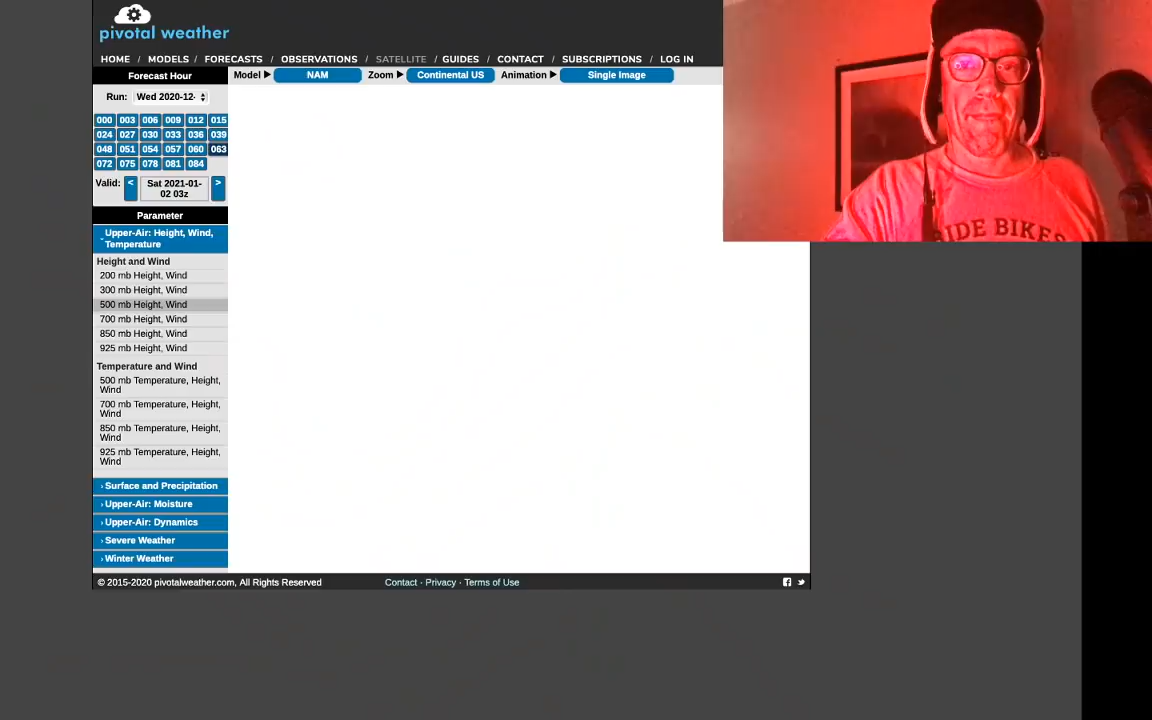 pivotal weather
HOME / MODELS / FORECASTS / OBSERVATIONS / SATELLITE / GUIDES / CONTACT / SUBSCRIPTIONS / LOG IN
Forecast Hour
Model NAM Zoom Continental US Animation Single Image
Run: Wed 2020-12-
000 003 006 009 012 015
024 027 030 033 036 039
048 051 054 057 060 063
072 075 078 081 084
Valid: < Sat 2021-01-
02 03z >
Parameter
Upper-Air: Height, Wind,
Temperature
Height and Wind
200 mb Height, Wind
300 mb Height, Wind
500 mb Height, Wind
700 mb Height, Wind
850 mb Height, Wind
925 mb Height, Wind
Temperature and Wind
500 mb Temperature, Height,
Wind
700 mb Temperature, Height,
Wind
850 mb Temperature, Height,
Wind
925 mb Temperature, Height,
Wind
› Surface and Precipitation
› Upper-Air: Moisture
› Upper-Air: Dynamics
› Severe Weather
› Winter Weather
© 2015-2020 pivotalweather.com, All Rights Reserved
Contact · Privacy · Terms of Use
RIDE BIKES